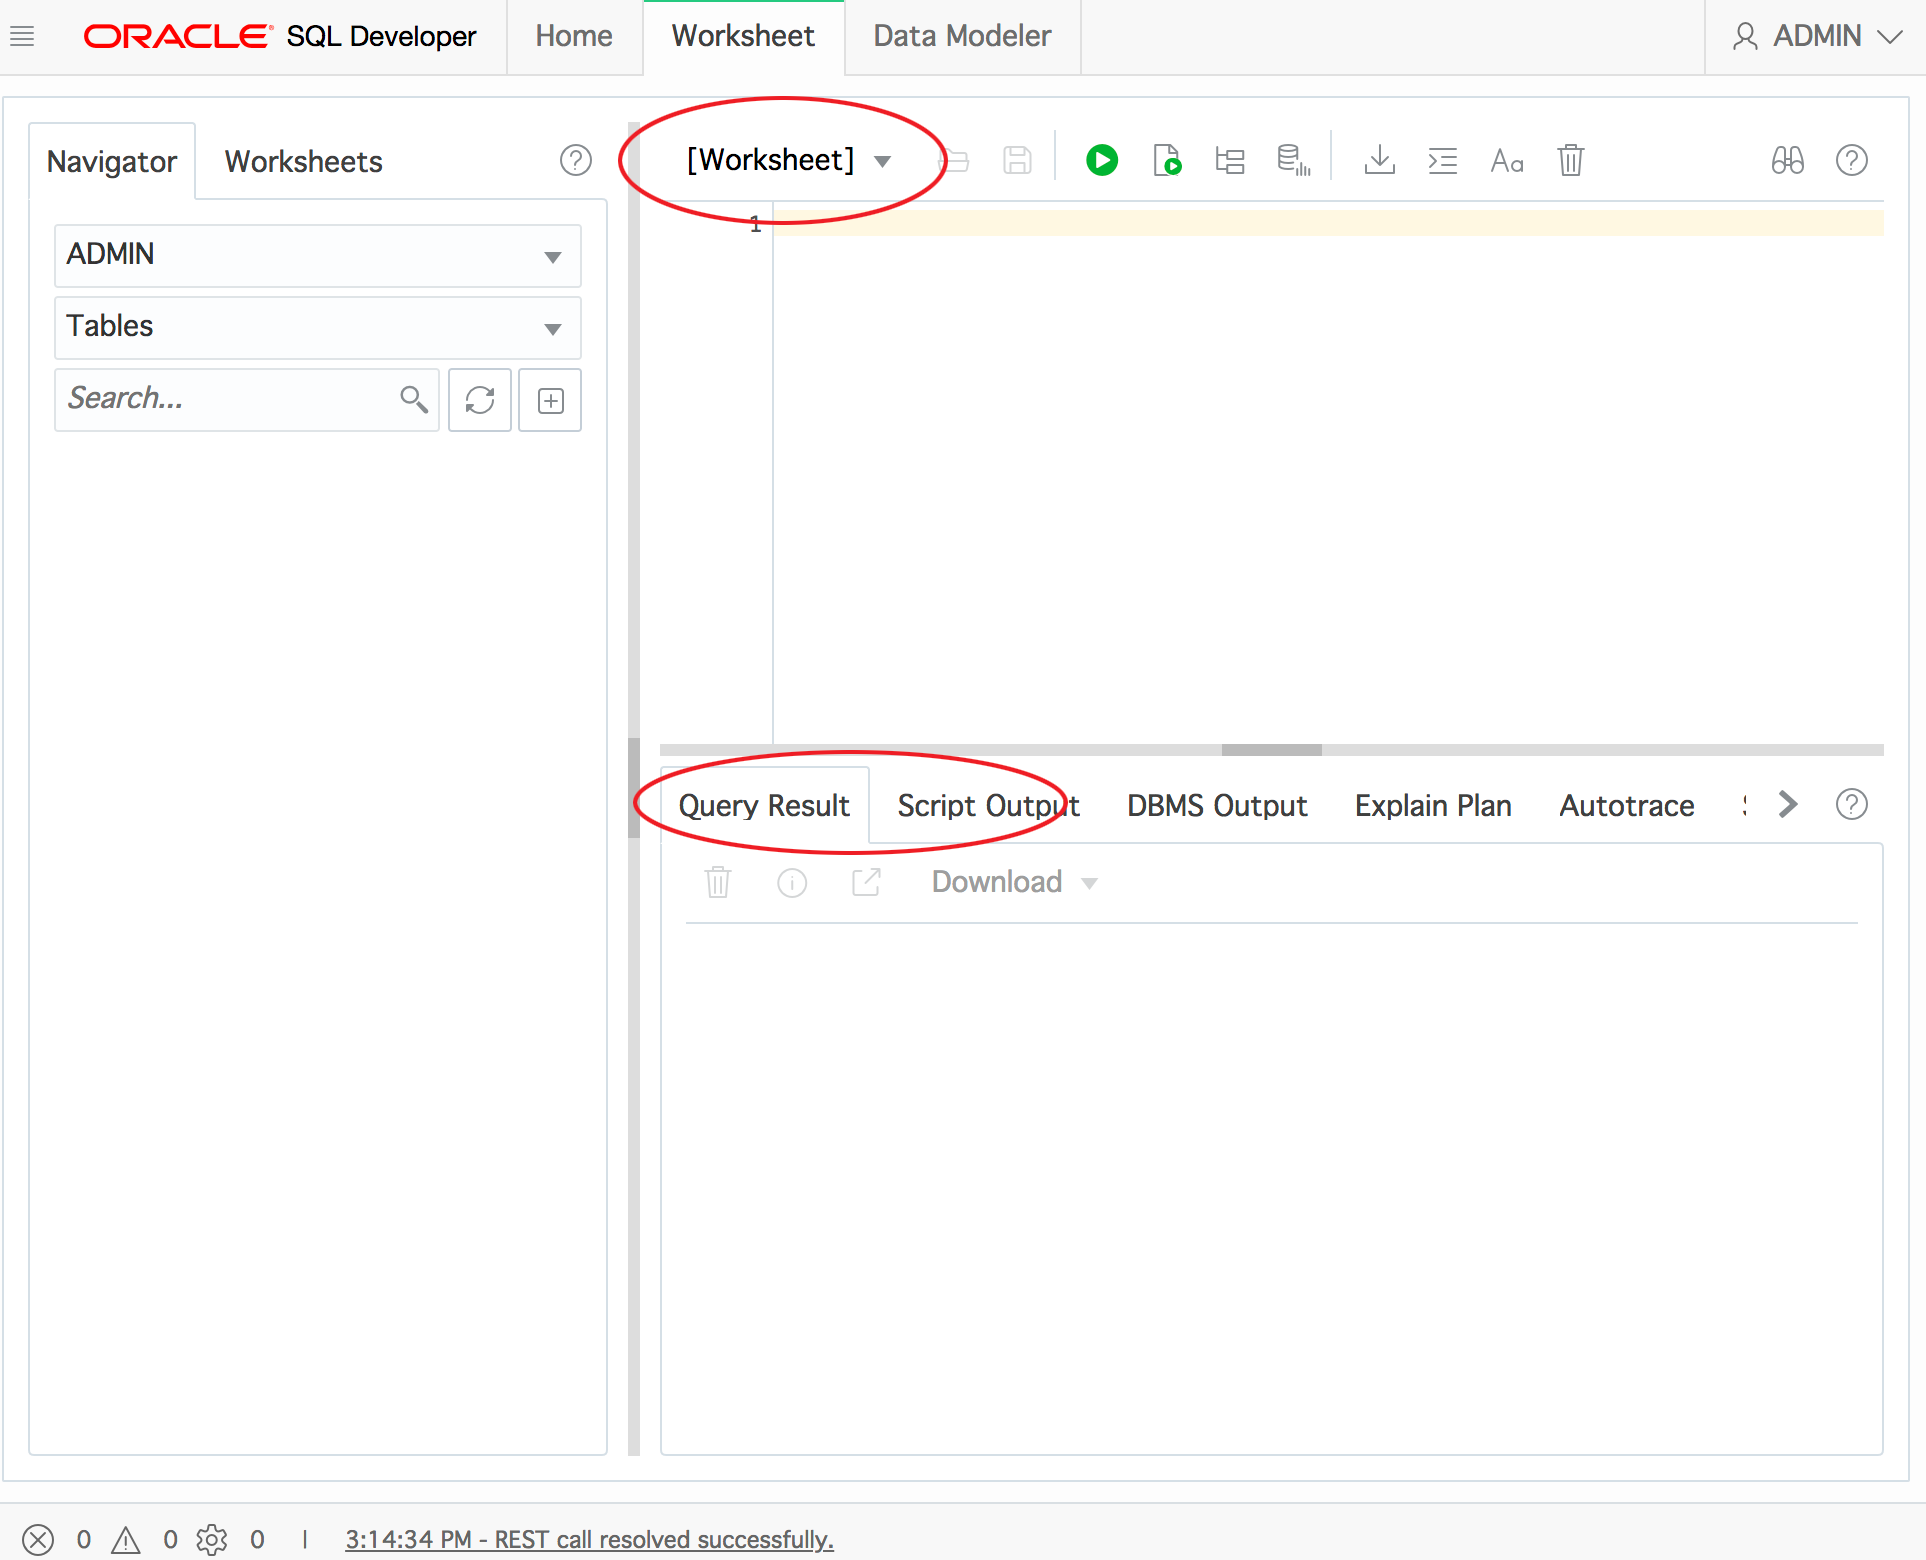 ORACLE SQL Developer Home Worksheet Data Modeler ADMIN
Navigator Worksheets
[Worksheet]
Aa
1
ADMIN
Tables
Search...
Query Result Script Output DBMS Output Explain Plan Autotrace
Download
0 0 0 | 3:14:34 PM - REST call resolved successfully.